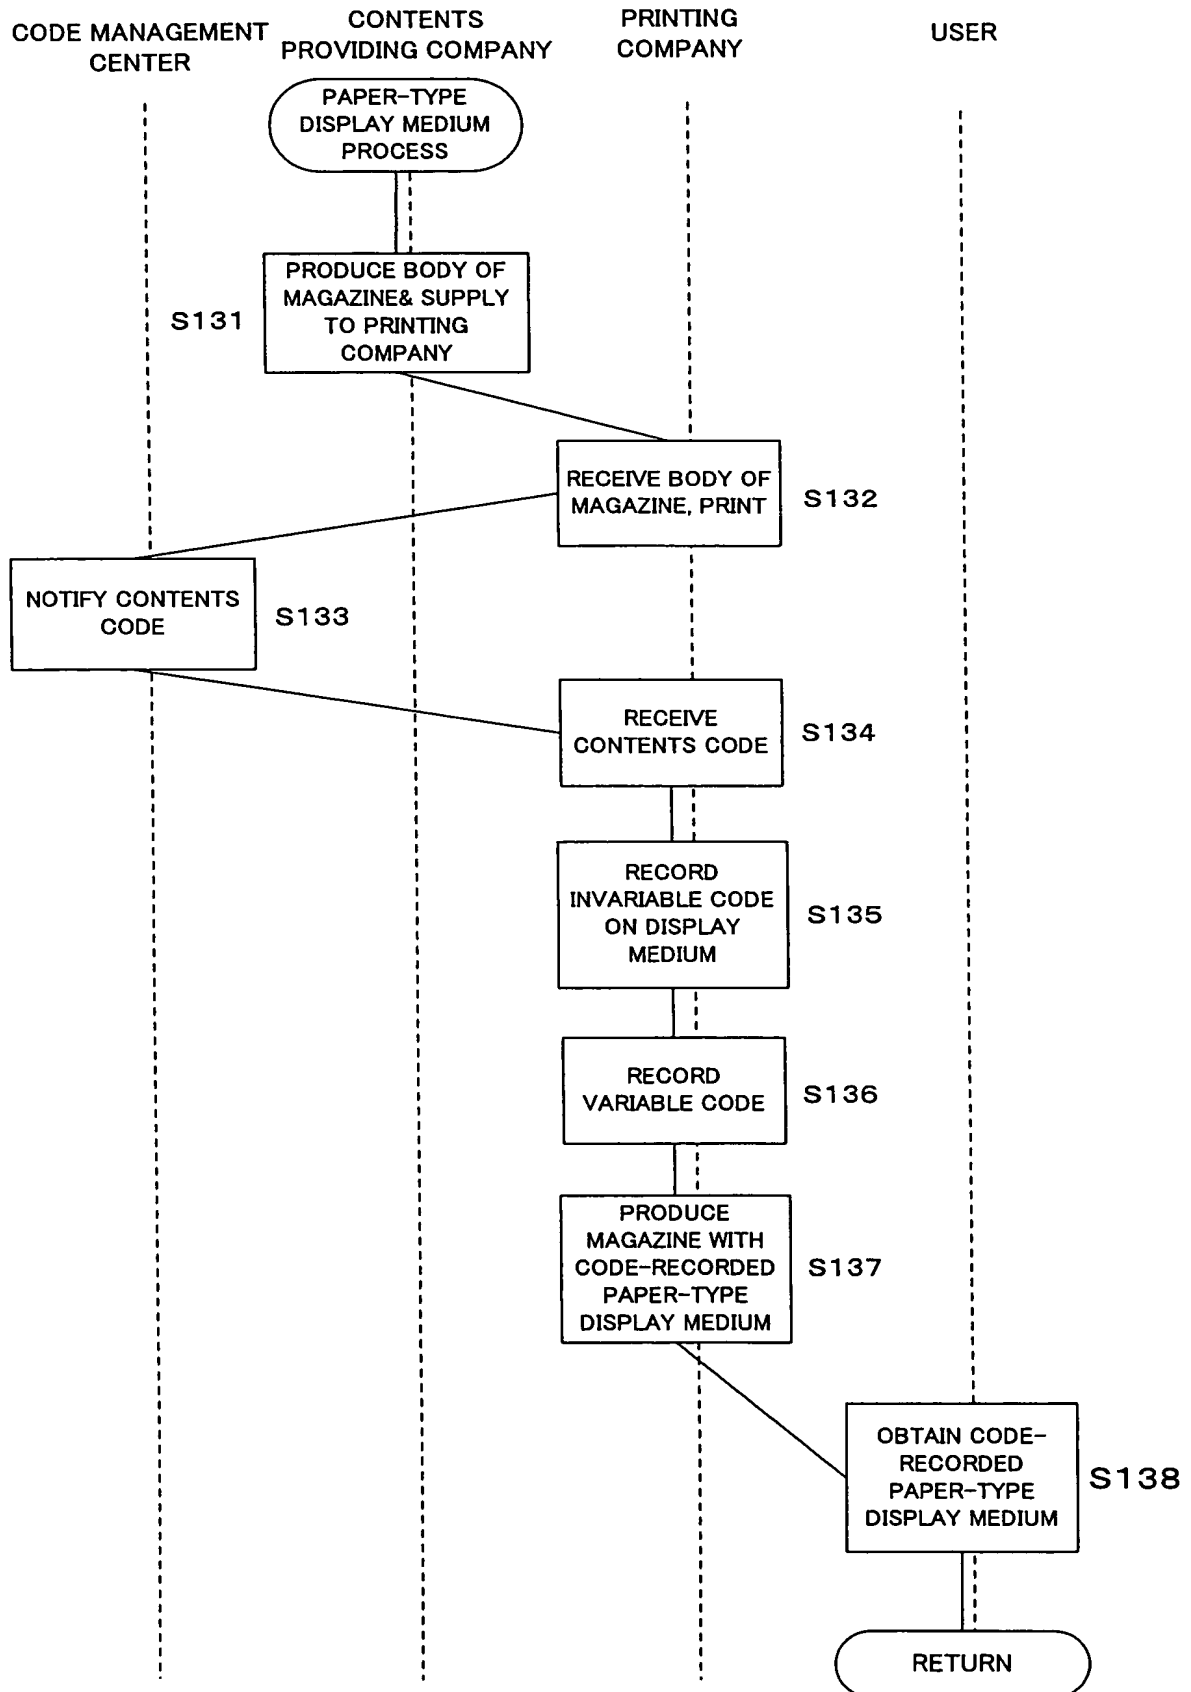 CODE MANAGEMENT
CENTER
CONTENTS
PROVIDING COMPANY
PRINTING
COMPANY
USER
PAPER-TYPE
DISPLAY MEDIUM
PROCESS
PRODUCE BODY OF
MAGAZINE& SUPPLY
TO PRINTING
COMPANY
S131
RECEIVE BODY OF
MAGAZINE, PRINT
S132
NOTIFY CONTENTS
CODE
S133
RECEIVE
CONTENTS CODE
S134
RECORD
INVARIABLE CODE
ON DISPLAY
MEDIUM
S135
RECORD
VARIABLE CODE
S136
PRODUCE
MAGAZINE WITH
CODE-RECORDED
PAPER-TYPE
DISPLAY MEDIUM
S137
OBTAIN CODE-
RECORDED
PAPER-TYPE
DISPLAY MEDIUM
S138
RETURN